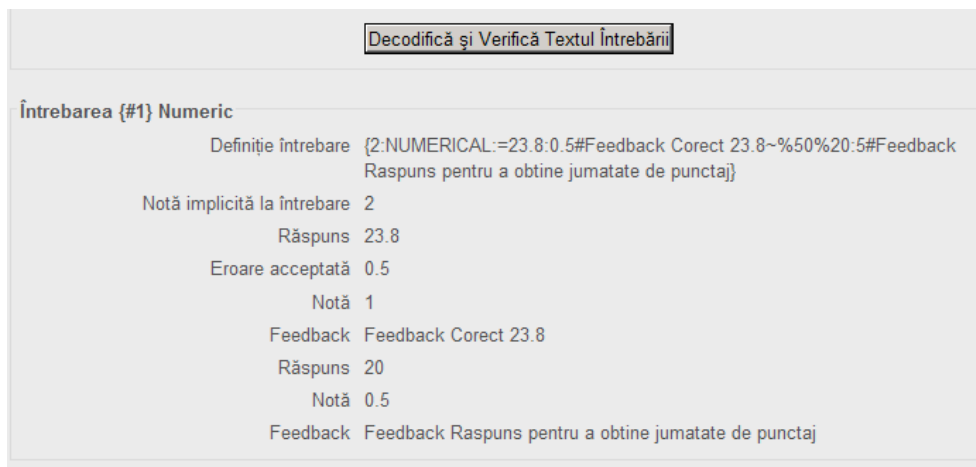 Decodifică și Verifică Textul Întrebării
Întrebarea {#1} Numeric
Definiție întrebare {2:NUMERICAL:=23.8:0.5#Feedback Corect 23.8~%50%20:5#Feedback
Raspuns pentru a obtine jumatate de punctaj}
Notă implicită la întrebare 2
Răspuns 23.8
Eroare acceptată 0.5
Notă 1
Feedback Feedback Corect 23.8
Răspuns 20
Notă 0.5
Feedback Feedback Raspuns pentru a obtine jumatate de punctaj